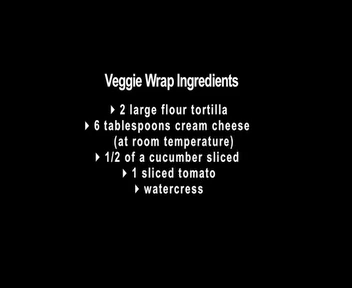 Veggie Wrap Ingredients
2 large flour tortilla
6 tablespoons cream cheese
(at room temperature)
1/2 of a cucumber sliced
1 sliced tomato
watercress